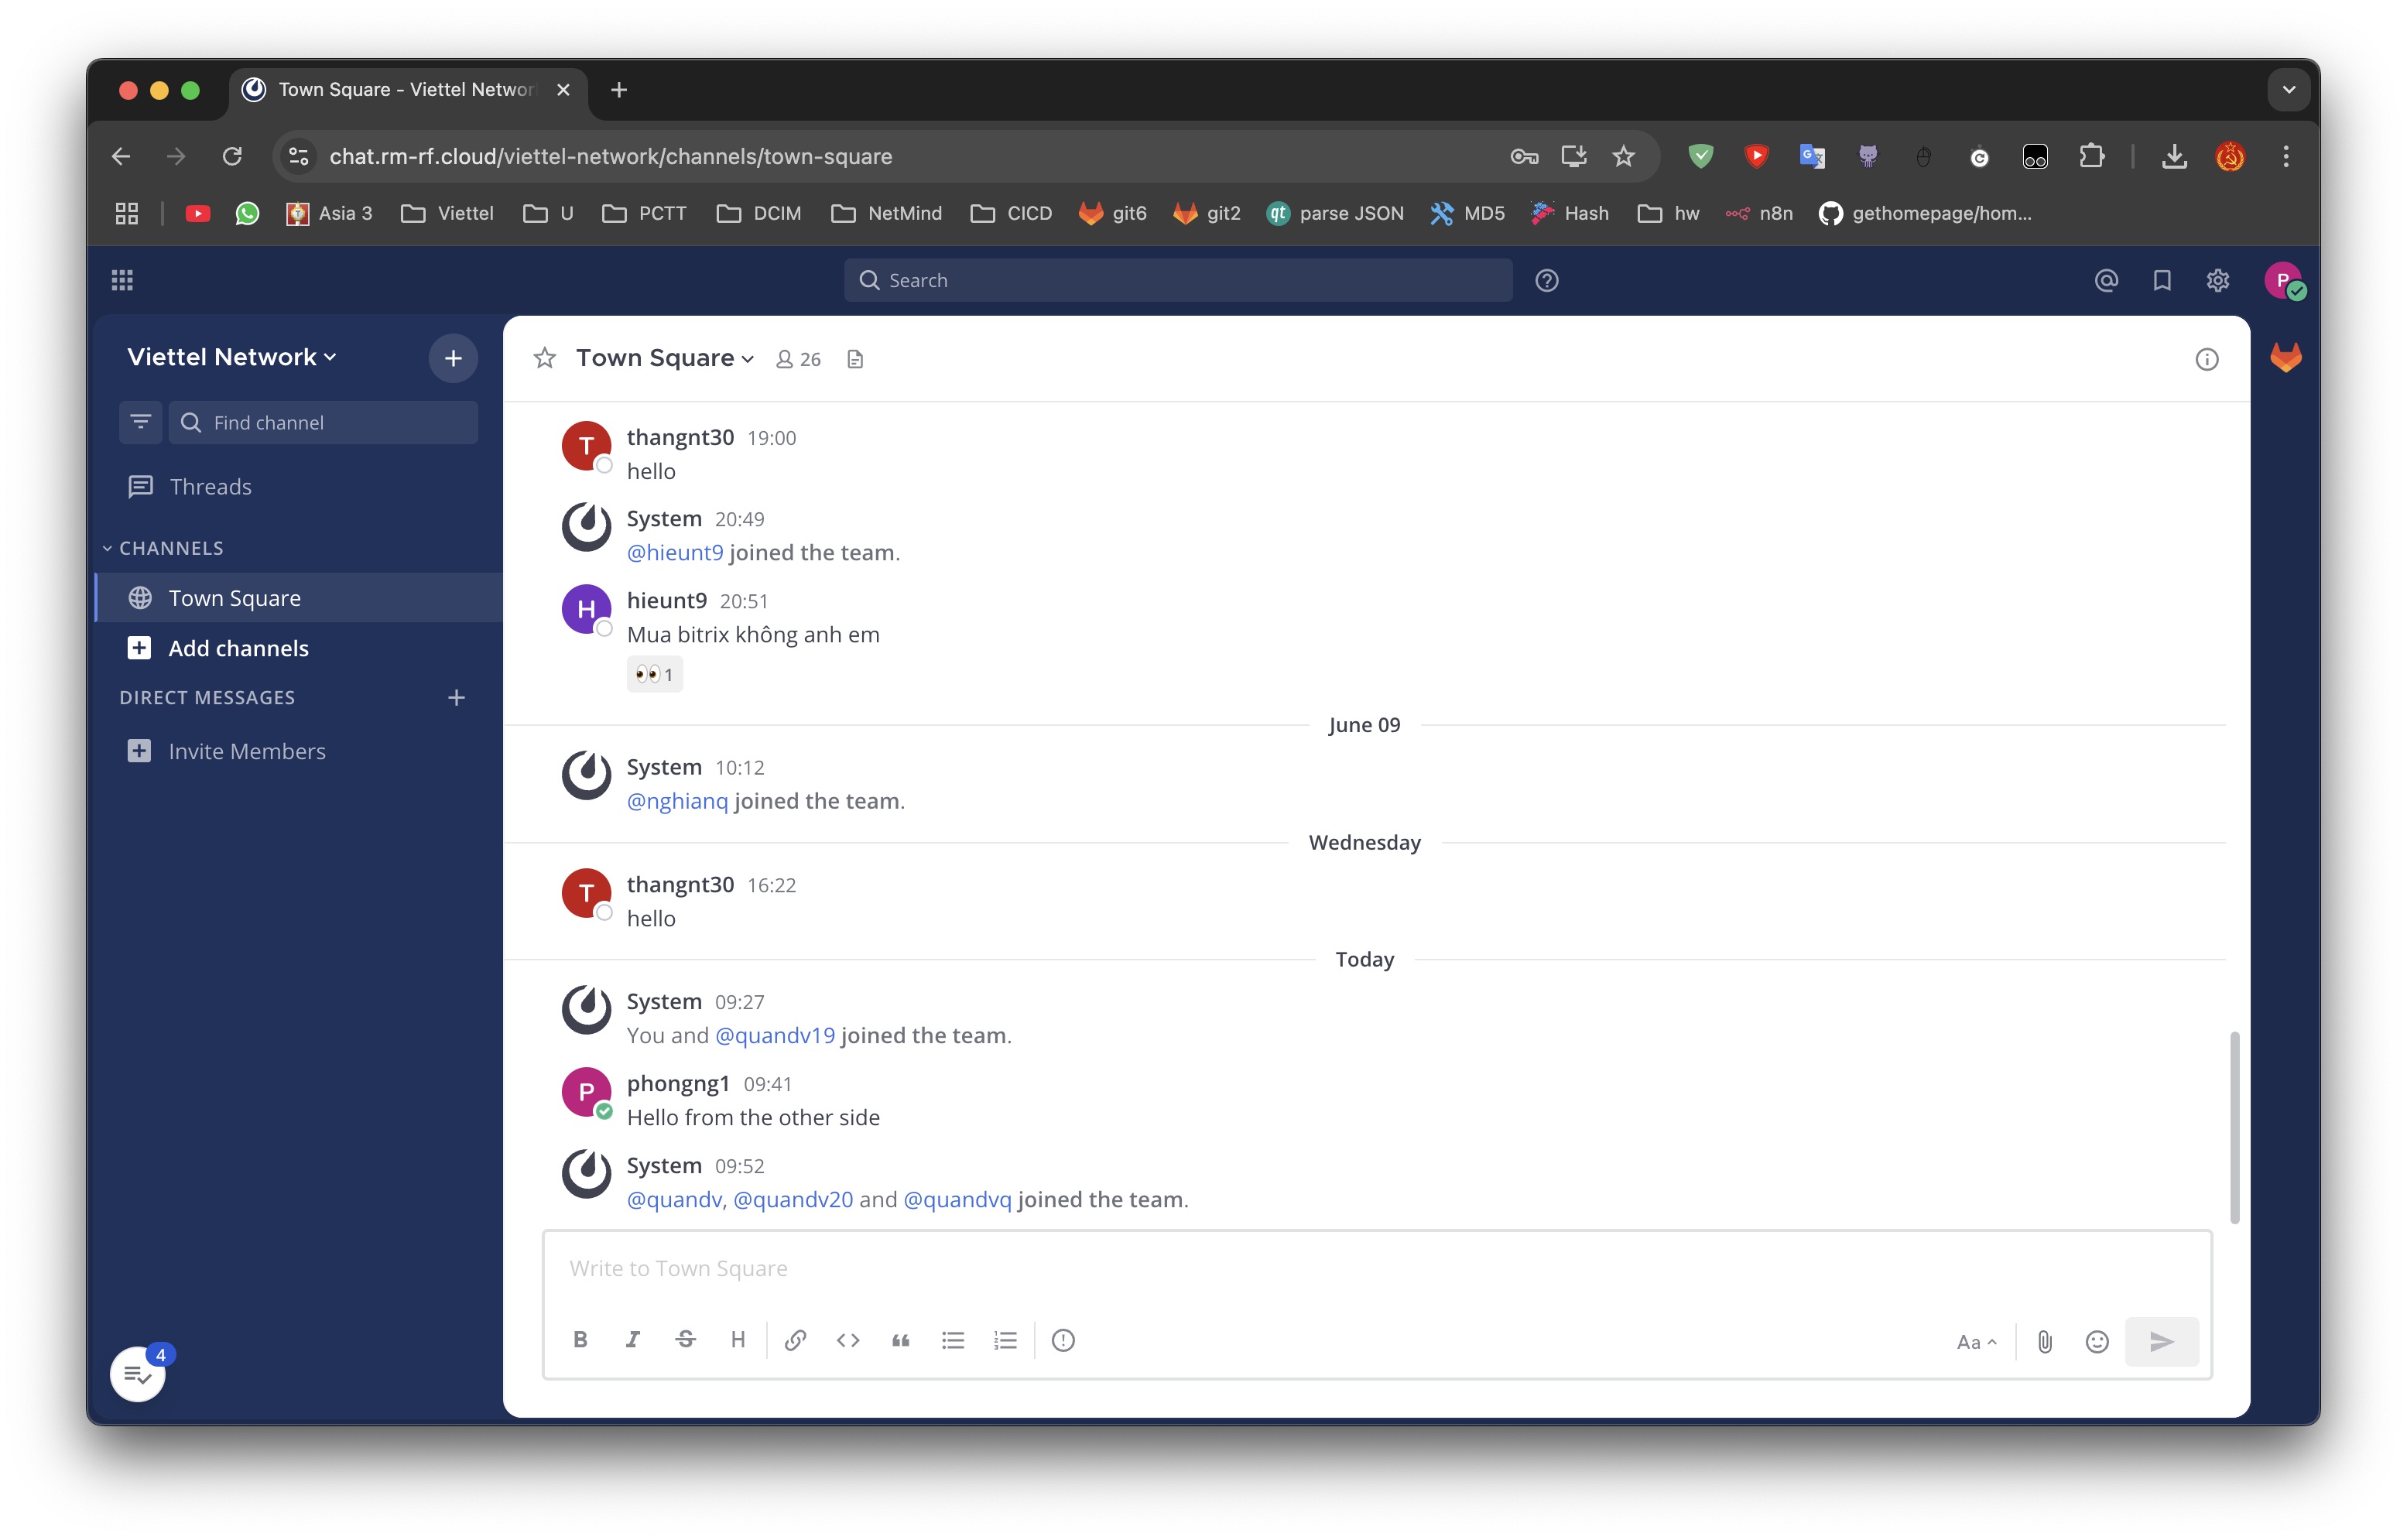 Town Square - Viettel Networ
chat.rm-rf.cloud/viettel-network/channels/town-square
Asia 3
Viettel
U
PCTT
DCIM
NetMind
CICD
git6
git2
qt
parse JSON
MD5
Hash
hw
n8n
gethomepage/hom...
Search
P
Viettel Network
Find channel
Threads
CHANNELS
Town Square
Add channels
DIRECT MESSAGES
Invite Members
4
Town Square
26
T
thangnt30 19:00
hello
System 20:49
@hieunt9 joined the team.
H
hieunt9 20:51
Mua bitrix không anh em
👀 1
June 09
System 10:12
@nghianq joined the team.
Wednesday
T
thangnt30 16:22
hello
Today
System 09:27
You and @quandv19 joined the team.
P
phongng1 09:41
Hello from the other side
System 09:52
@quandv, @quandv20 and @quandvq joined the team.
Write to Town Square
B I S H
Aa